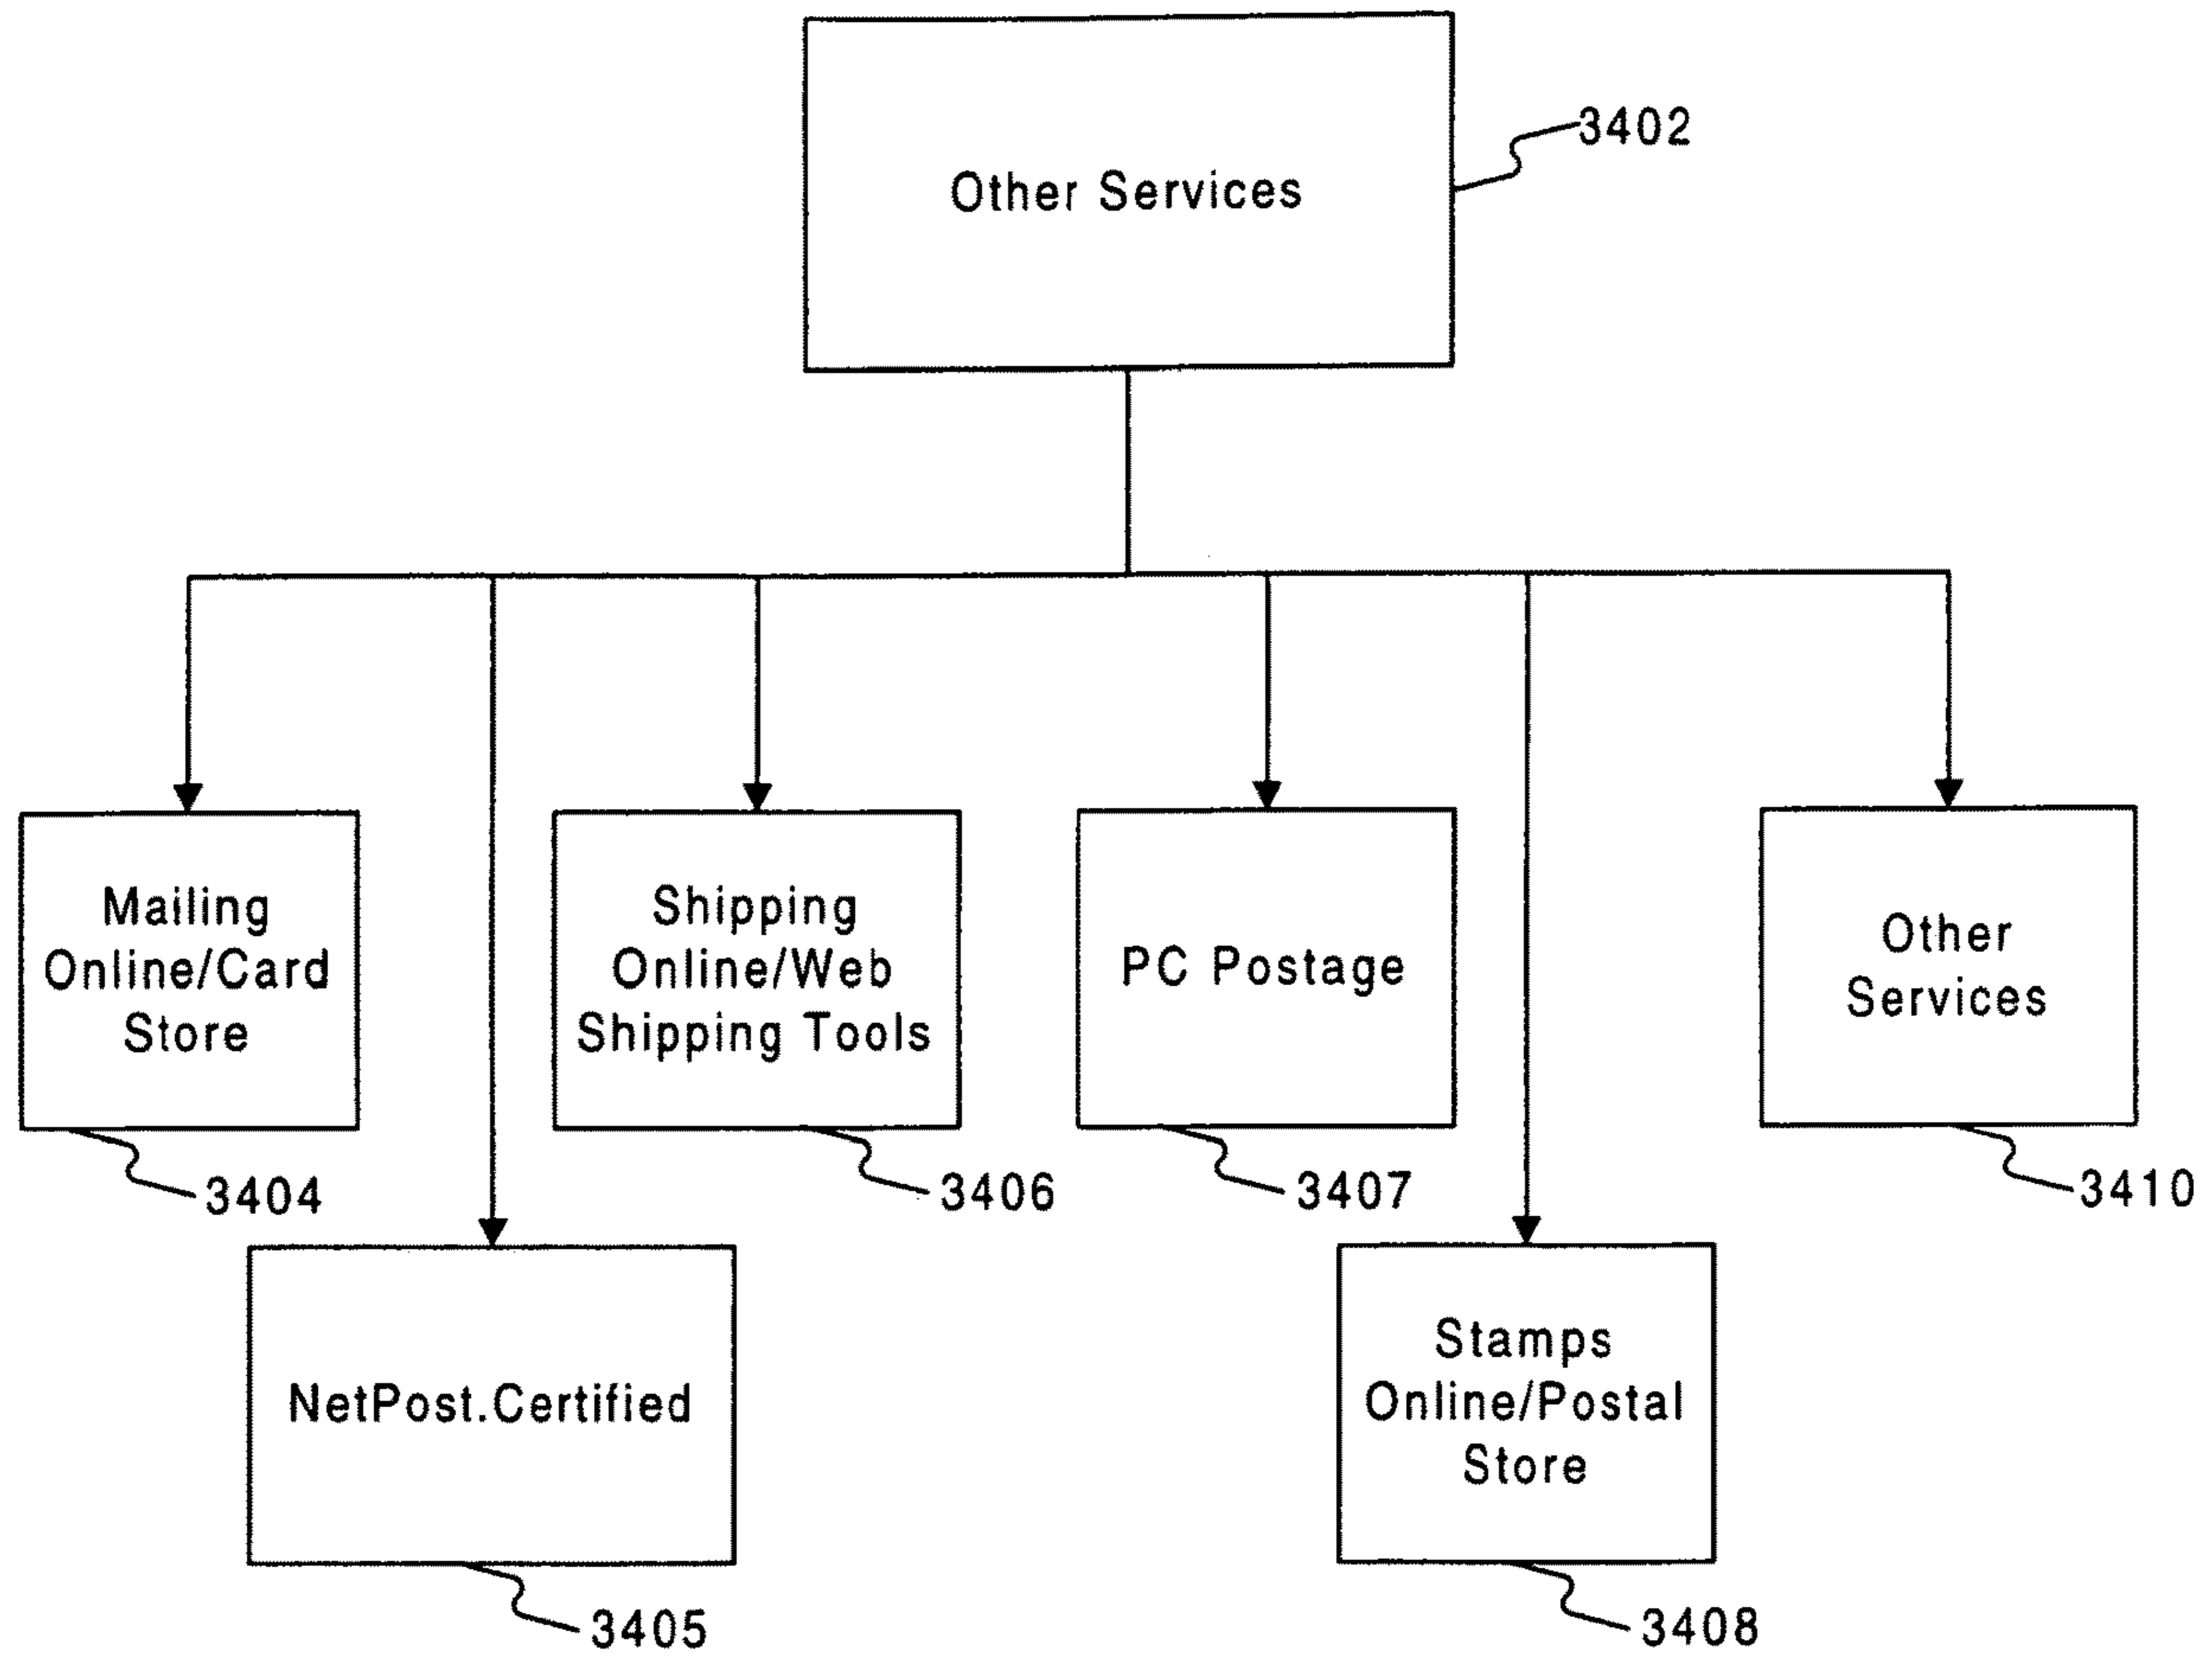 Other Services
3402
Mailing
Online/Card
Store
3404
Shipping
Online/Web
Shipping Tools
3406
PC Postage
3407
Other
Services
3410
NetPost.Certified
3405
Stamps
Online/Postal
Store
3408